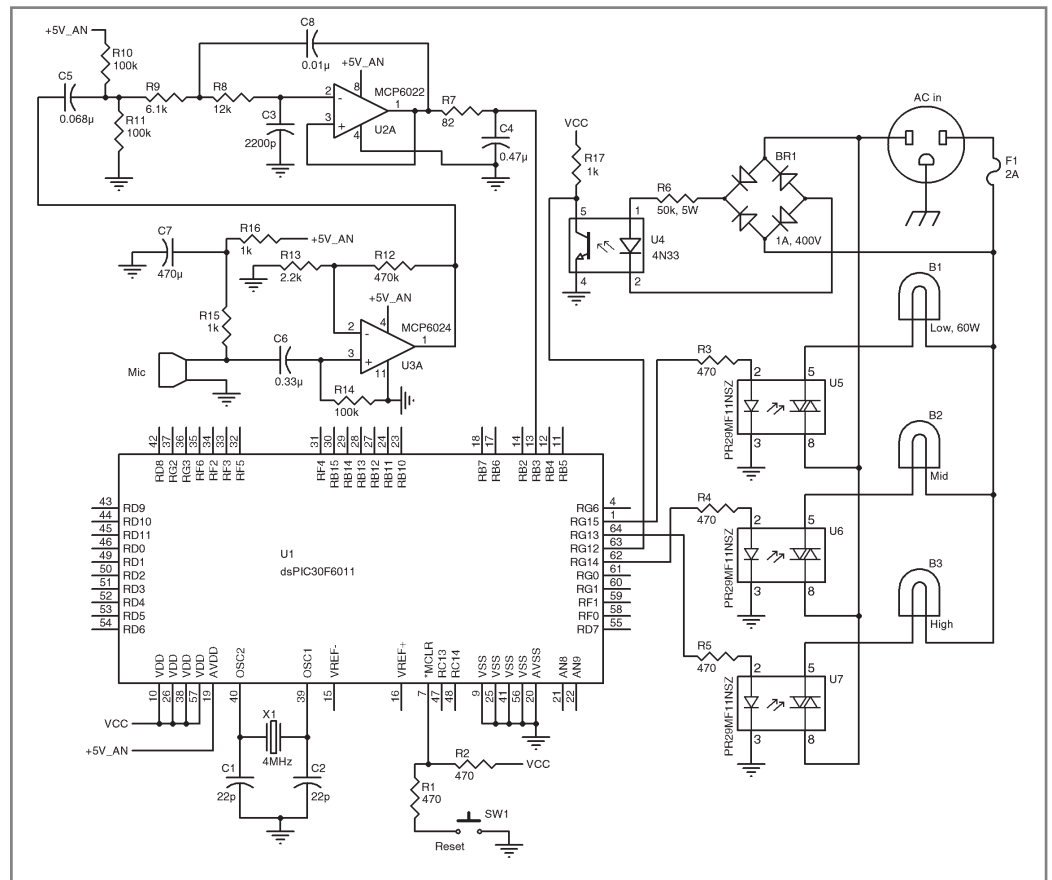 +5V_AN
R10
100k
C5
0.068µ
R11
100k
R9
6.1k
R8
12k
C8
0.01µ
+5V_AN
C3
2200p
2
3
8
4
1
-
+
MCP6022
U2A
R7
82
C4
0.47µ
VCC
R17
1k
5
4
1
2
U4
4N33
R6
50k, 5W
BR1
1A, 400V
AC in
F1
2A
C7
470µ
R16
1k
+5V_AN
R13
2.2k
R12
470k
R15
1k
+5V_AN
2
3
4
11
1
-
+
MCP6024
U3A
Mic
C6
0.33µ
R14
100k
B1
Low, 60W
R3
470
2
3
5
8
U5
PR29MF11NSZ
B2
Mid
R4
470
2
3
5
8
U6
PR29MF11NSZ
B3
High
R5
470
2
3
5
8
U7
PR29MF11NSZ
42 37 36 35 34 33 32
RD8 RG2 RG3 RF6 RF2 RF3 RF5
31 30 29 28 27 24 23
RF4 RB15 RB14 RB13 RB12 RB11 RB10
18 17
RB7 RB6
14 13 12 11
RB2 RB3 RB4 RB5
43 RD9
44 RD10
45 RD11
46 RD0
49 RD1
50 RD2
51 RD3
52 RD4
53 RD5
54 RD6
U1
dsPIC30F6011
RG6 4
RG15 1
RG13 64
RG12 63
RG14 62
RG0 61
RG1 60
RF1 59
RF0 58
RD7 55
VDD VDD VDD VDD AVDD OSC2 OSC1 VREF- VREF+ *MCLR RC13 RC14 VSS VSS VSS VSS AVSS AN8 AN9
10 26 38 57 19 40 39 15 16 7 47 48 9 25 41 56 20 21 22
VCC
+5V_AN
X1
4MHz
C1
22p
C2
22p
R2
470
VCC
R1
470
SW1
Reset